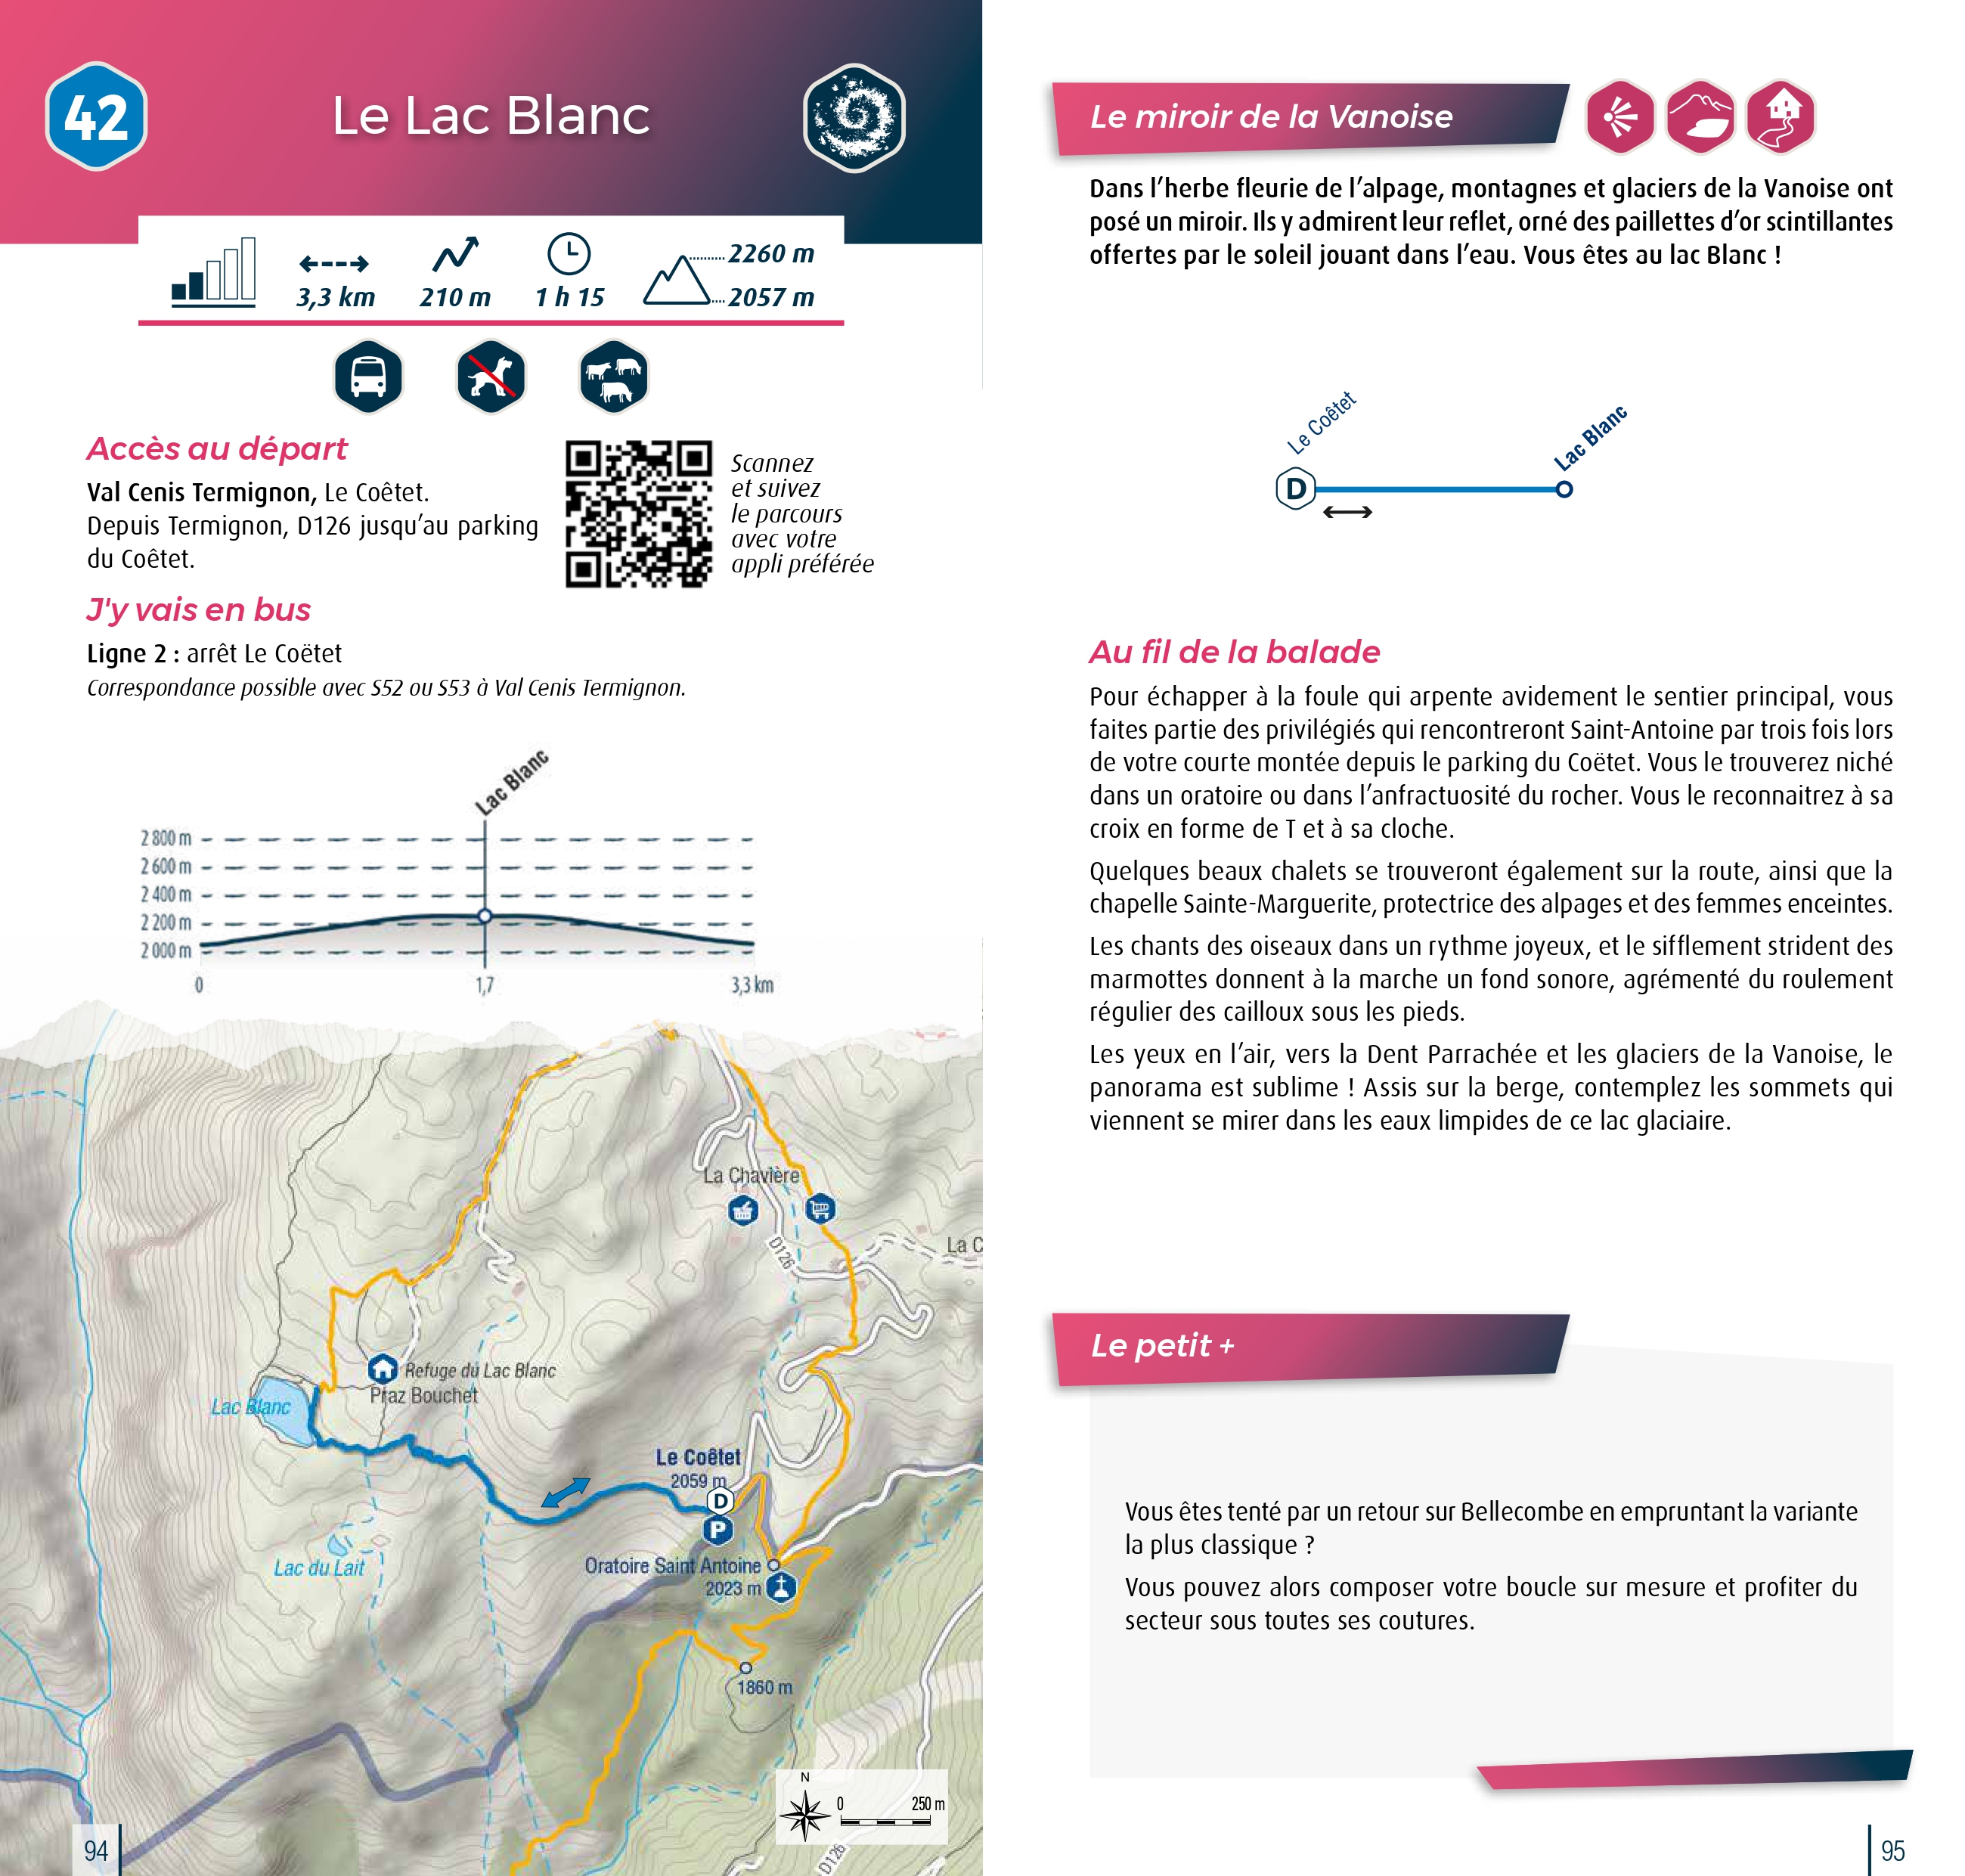 42
Le Lac Blanc
3,3 km
210 m
1 h 15
2260 m
2057 m
Accès au départ
Val Cenis Termignon, Le Coêtet.
Depuis Termignon, D126 jusqu’au parking
du Coêtet.
Scannez
et suivez
le parcours
avec votre
appli préférée
J'y vais en bus
Ligne 2 : arrêt Le Coëtet
Correspondance possible avec S52 ou S53 à Val Cenis Termignon.
Lac Blanc
2 800 m
2 600 m
2 400 m
2 200 m
2 000 m
0
1,7
3,3 km
La Chavière
D126
La C
Refuge du Lac Blanc
Praz Bouchet
Lac Blanc
Le Coêtet
2059 m
D
P
Oratoire Saint Antoine
2023 m
Lac du Lait
1860 m
N
0
250 m
D126
94
Le miroir de la Vanoise
Dans l’herbe fleurie de l’alpage, montagnes et glaciers de la Vanoise ont
posé un miroir. Ils y admirent leur reflet, orné des paillettes d’or scintillantes
offertes par le soleil jouant dans l’eau. Vous êtes au lac Blanc !
Le Coêtet
Lac Blanc
D
Au fil de la balade
Pour échapper à la foule qui arpente avidement le sentier principal, vous
faites partie des privilégiés qui rencontreront Saint-Antoine par trois fois lors
de votre courte montée depuis le parking du Coëtet. Vous le trouverez niché
dans un oratoire ou dans l’anfractuosité du rocher. Vous le reconnaitrez à sa
croix en forme de T et à sa cloche.
Quelques beaux chalets se trouveront également sur la route, ainsi que la
chapelle Sainte-Marguerite, protectrice des alpages et des femmes enceintes.
Les chants des oiseaux dans un rythme joyeux, et le sifflement strident des
marmottes donnent à la marche un fond sonore, agrémenté du roulement
régulier des cailloux sous les pieds.
Les yeux en l’air, vers la Dent Parrachée et les glaciers de la Vanoise, le
panorama est sublime ! Assis sur la berge, contemplez les sommets qui
viennent se mirer dans les eaux limpides de ce lac glaciaire.
Le petit +
Vous êtes tenté par un retour sur Bellecombe en empruntant la variante
la plus classique ?
Vous pouvez alors composer votre boucle sur mesure et profiter du
secteur sous toutes ses coutures.
95